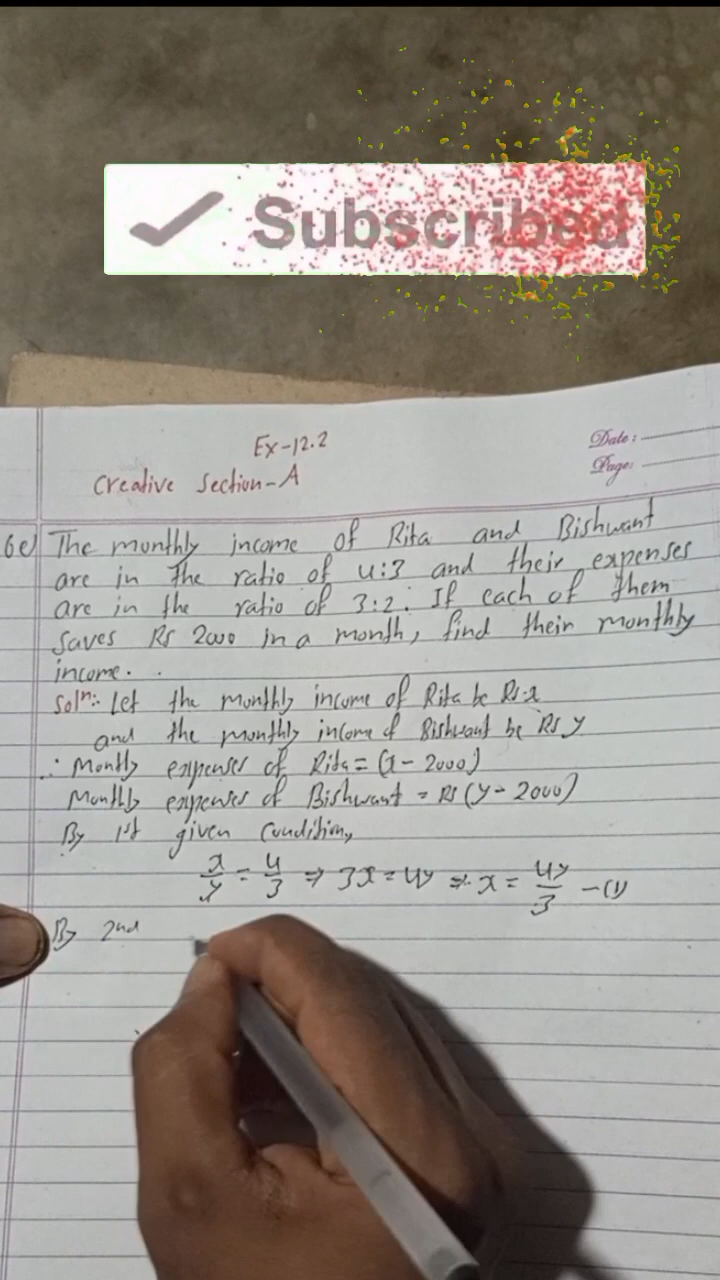 ✓ Subscribed
Ex-12.2
Date:
Creative Section-A
Page:
6e) The monthly income of Rita and Bishwant
are in the ratio of 4:3 and their expenses
are in the ratio of 3:2. If each of them
saves Rs 2000 in a month, find their monthly
income.
Soln:- Let the monthly income of Rita be Rs.x
and the monthly income of Bishwant be Rs y
∴ Montly expenses of Rita = (x - 2000)
Monthly expenses of Bishwant = Rs (y - 2000)
By 1st given Condition,
x/y = 4/3 ⇒ 3x = 4y ⇒ x = 4y/3 - (1)
By 2nd